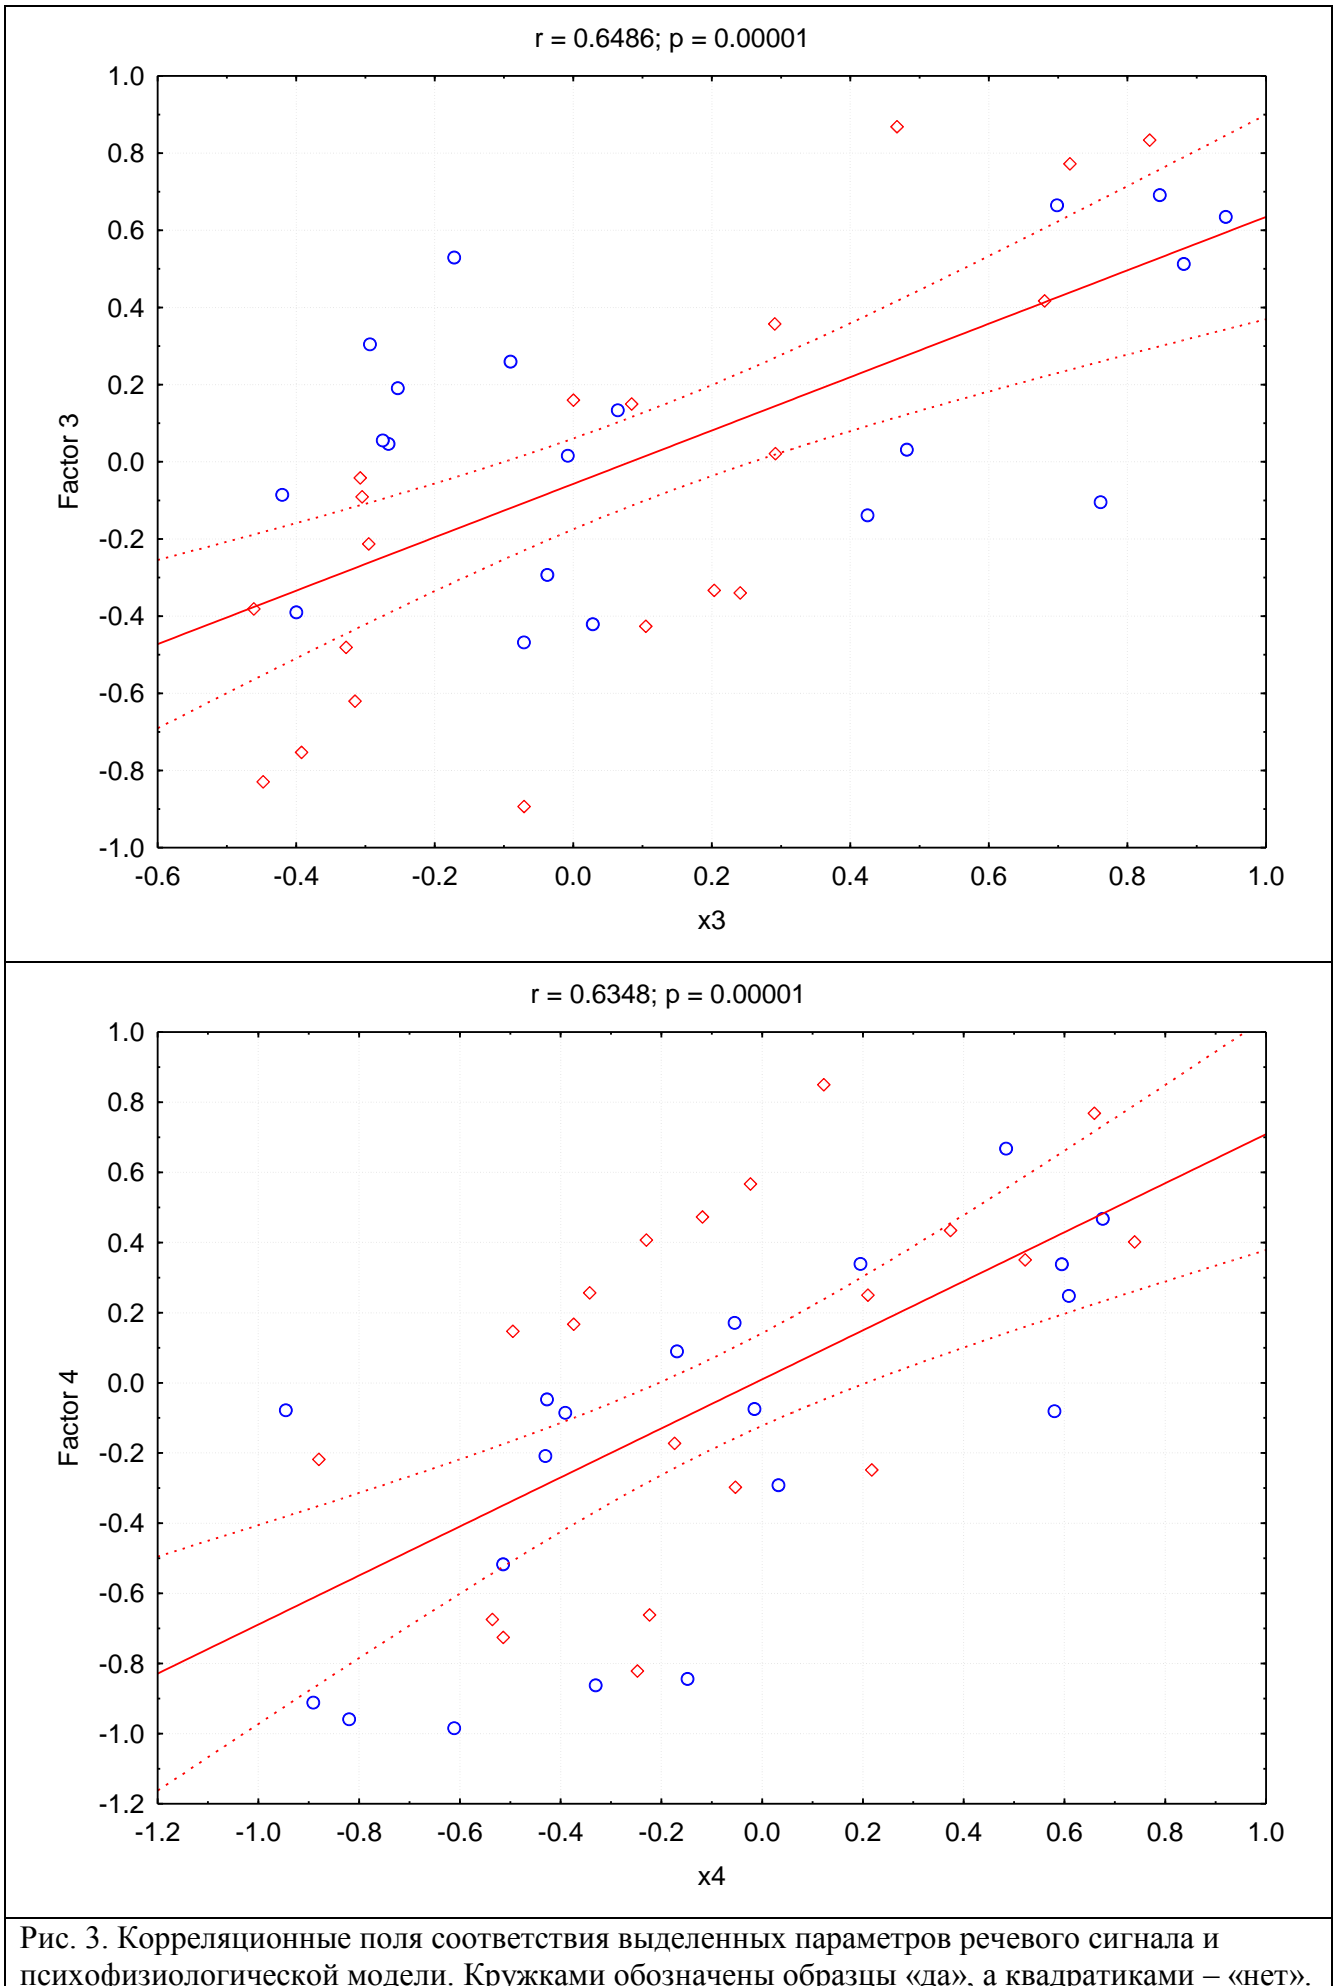 r = 0.6486; p = 0.00001
1.0
0.8
0.6
0.4
0.2
0.0
-0.2
-0.4
-0.6
-0.8
-1.0
Factor 3
-0.6 -0.4 -0.2 0.0 0.2 0.4 0.6 0.8 1.0
x3
r = 0.6348; p = 0.00001
1.0
0.8
0.6
0.4
0.2
0.0
-0.2
-0.4
-0.6
-0.8
-1.0
-1.2
Factor 4
-1.2 -1.0 -0.8 -0.6 -0.4 -0.2 0.0 0.2 0.4 0.6 0.8 1.0
x4
Рис. 3. Корреляционные поля соответствия выделенных параметров речевого сигнала и
психофизиологической модели. Кружками обозначены образцы «да», а квадратиками – «нет».